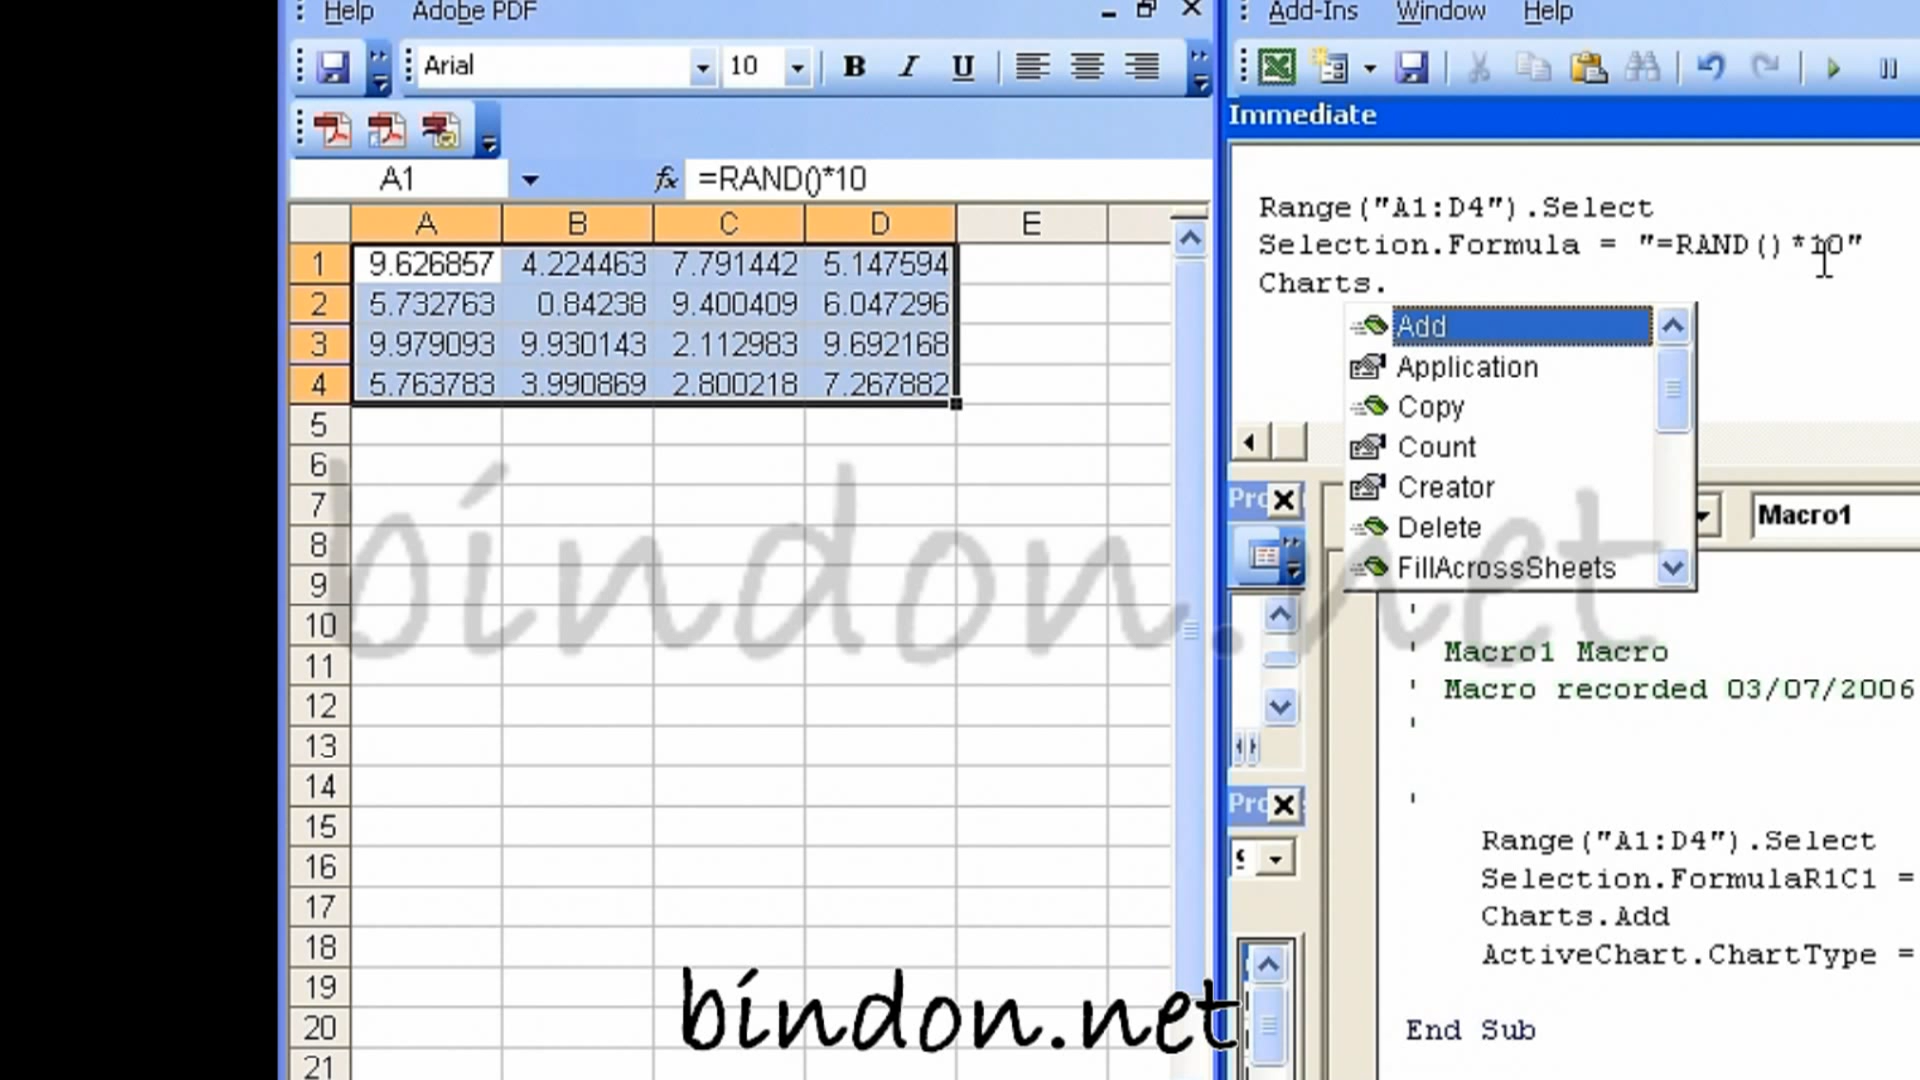 Help Adobe PDF
Arial 10 B I U
A1 fx =RAND()*10
A B C D E
1 9.626857 4.224463 7.791442 5.147594
2 5.732763 0.84238 9.400409 6.047296
3 9.979093 9.930143 2.112983 9.692168
4 5.763783 3.990869 2.800218 7.267882
5
6
7
8
9
10
11
12
13
14
15
16
17
18
19
20
21
Add-Ins Window Help
Immediate
Range("A1:D4").Select
Selection.Formula = "=RAND()*10"
Charts.
Add
Application
Copy
Count
Creator
Delete
FillAcrossSheets
Macro1
' Macro1 Macro
' Macro recorded 03/07/2006
'
'
Range("A1:D4").Select
Selection.FormulaR1C1 =
Charts.Add
ActiveChart.ChartType =
End Sub
bindon.net
bindon.net